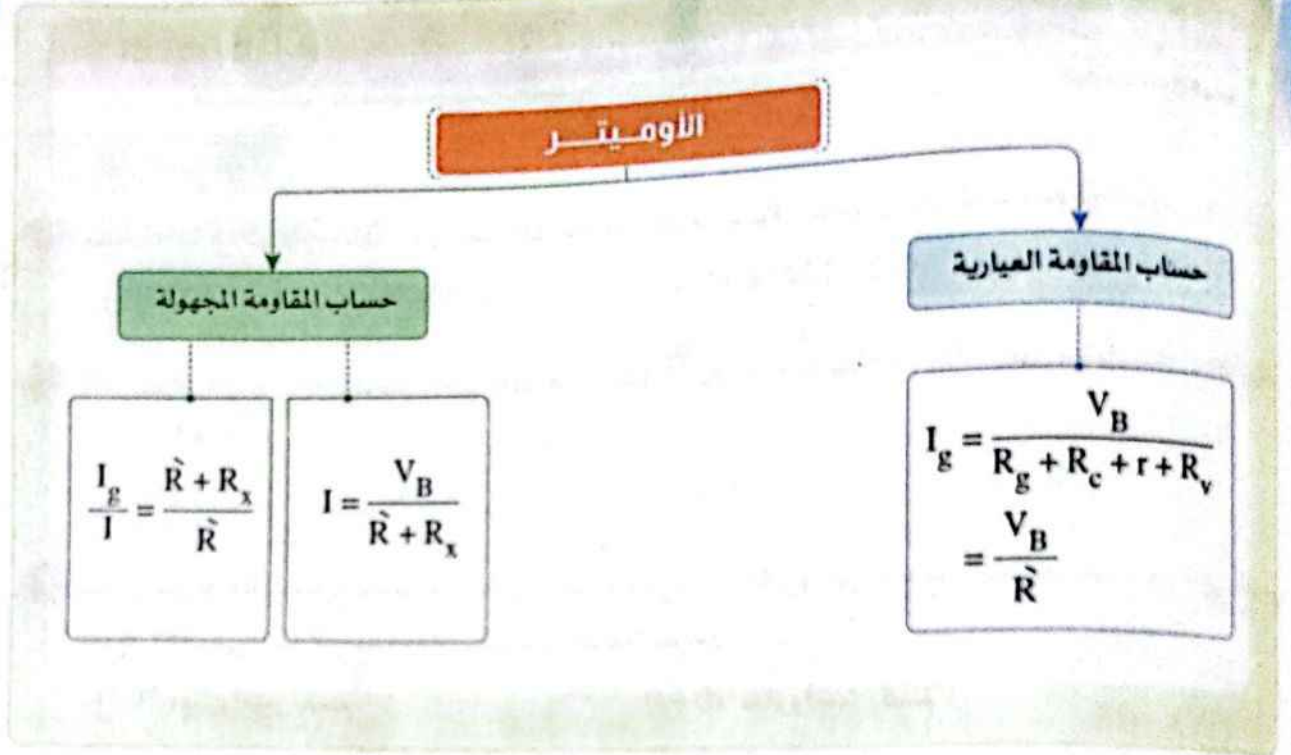 الأوميتر
حساب المقاومة العيارية
I_g = V_B / (R_g + R_c + r + R_v)
= V_B / R̀
حساب المقاومة المجهولة
I = V_B / (R̀ + R_x)
I_g / I = (R̀ + R_x) / R̀